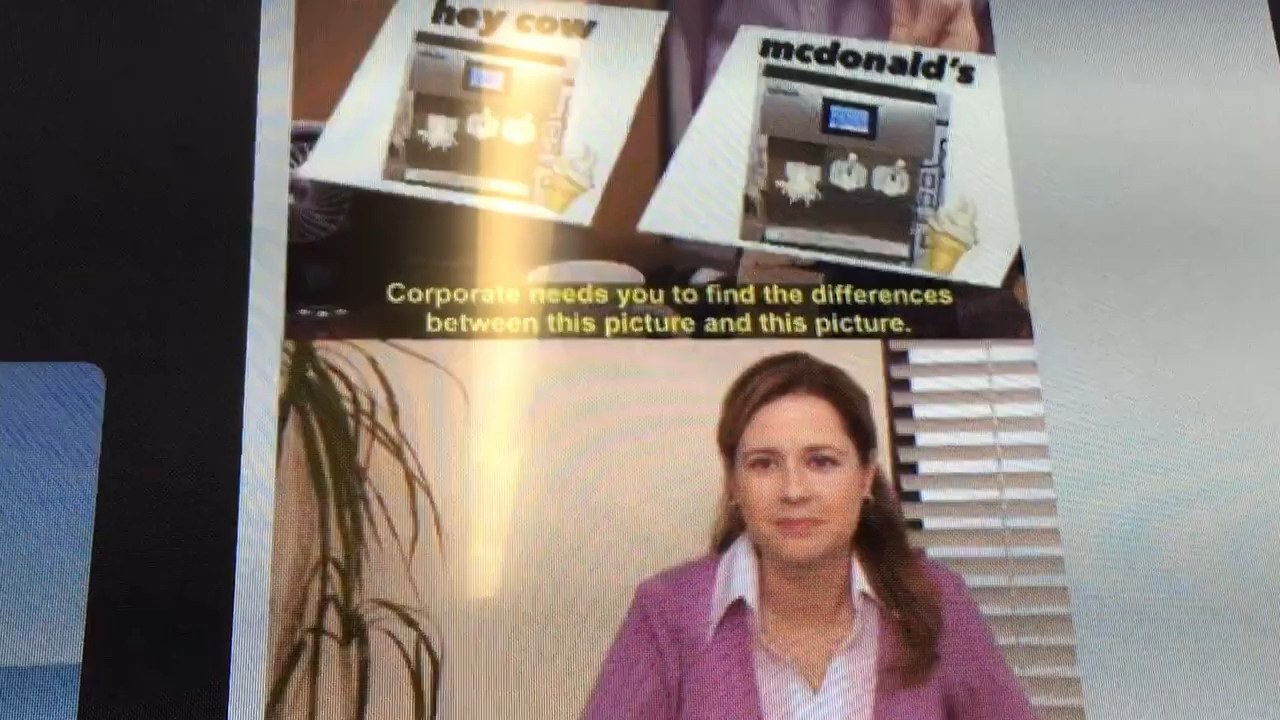 hey cow
mcdonald's
Corporate needs you to find the differences
between this picture and this picture.